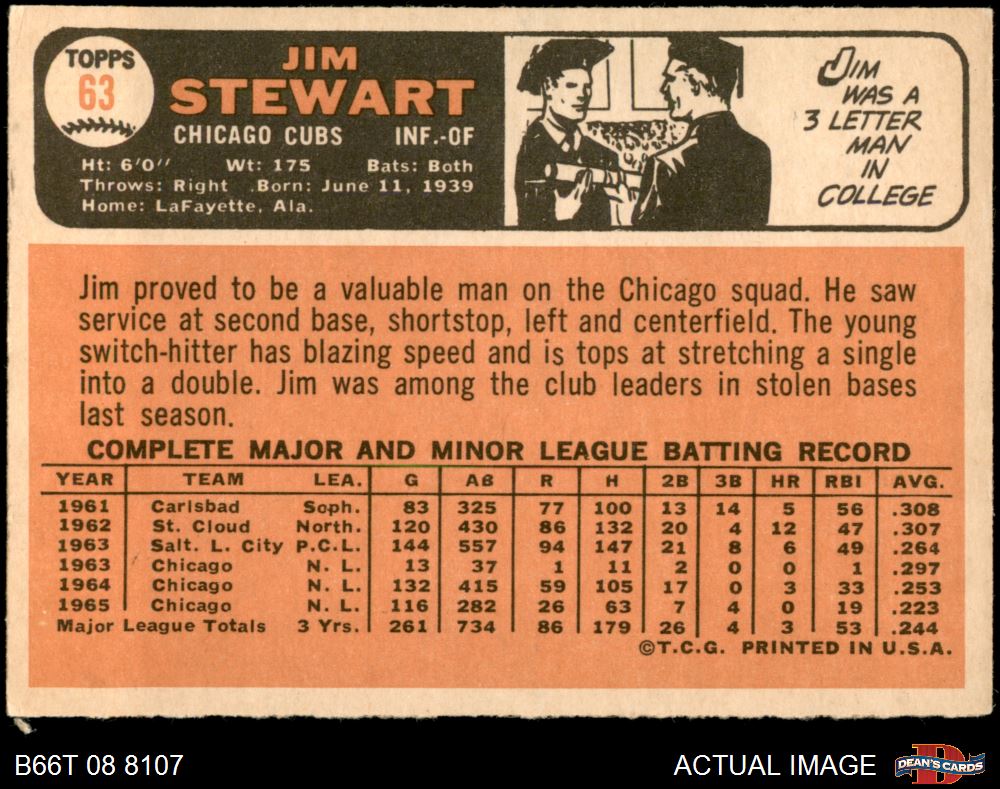 TOPPS
63
JIM
STEWART
CHICAGO CUBS INF.-OF
Ht: 6'0" Wt: 175 Bats: Both
Throws: Right Born: June 11, 1939
Home: LaFayette, Ala.
JIM
WAS A
3 LETTER
MAN
IN
COLLEGE
Jim proved to be a valuable man on the Chicago squad. He saw
service at second base, shortstop, left and centerfield. The young
switch-hitter has blazing speed and is tops at stretching a single
into a double. Jim was among the club leaders in stolen bases
last season.
COMPLETE MAJOR AND MINOR LEAGUE BATTING RECORD
YEAR TEAM LEA. G AB R H 2B 3B HR RBI AVG.
1961 Carlsbad Soph. 83 325 77 100 13 14 5 56 .308
1962 St. Cloud North. 120 430 86 132 20 4 12 47 .307
1963 Salt. L. City P.C.L. 144 557 94 147 21 8 6 49 .264
1963 Chicago N. L. 13 37 1 11 2 0 0 1 .297
1964 Chicago N. L. 132 415 59 105 17 0 3 33 .253
1965 Chicago N. L. 116 282 26 63 7 4 0 19 .223
Major League Totals 3 Yrs. 261 734 86 179 26 4 3 53 .244
©T.C.G. PRINTED IN U.S.A.
B66T 08 8107 ACTUAL IMAGE
DEAN'S CARDS